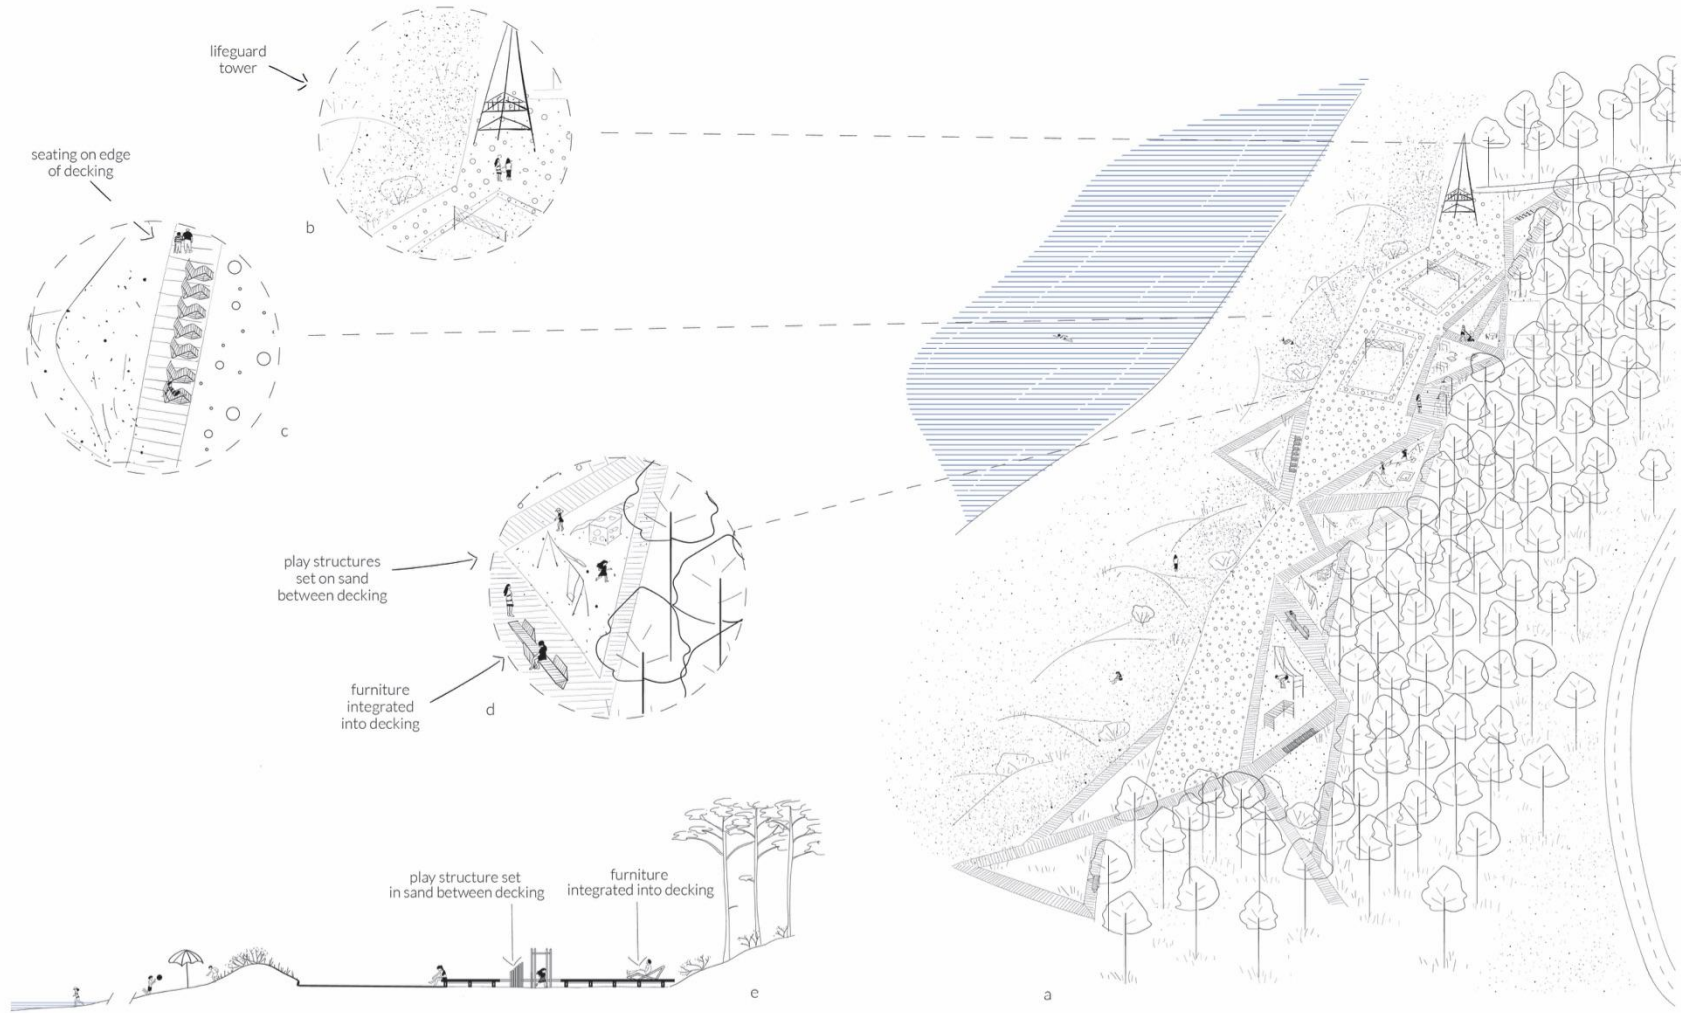 lifeguard
tower
b
seating on edge
of decking
c
play structures
set on sand
between decking
furniture
integrated
into decking
d
play structure set
in sand between decking
furniture
integrated into decking
e
a